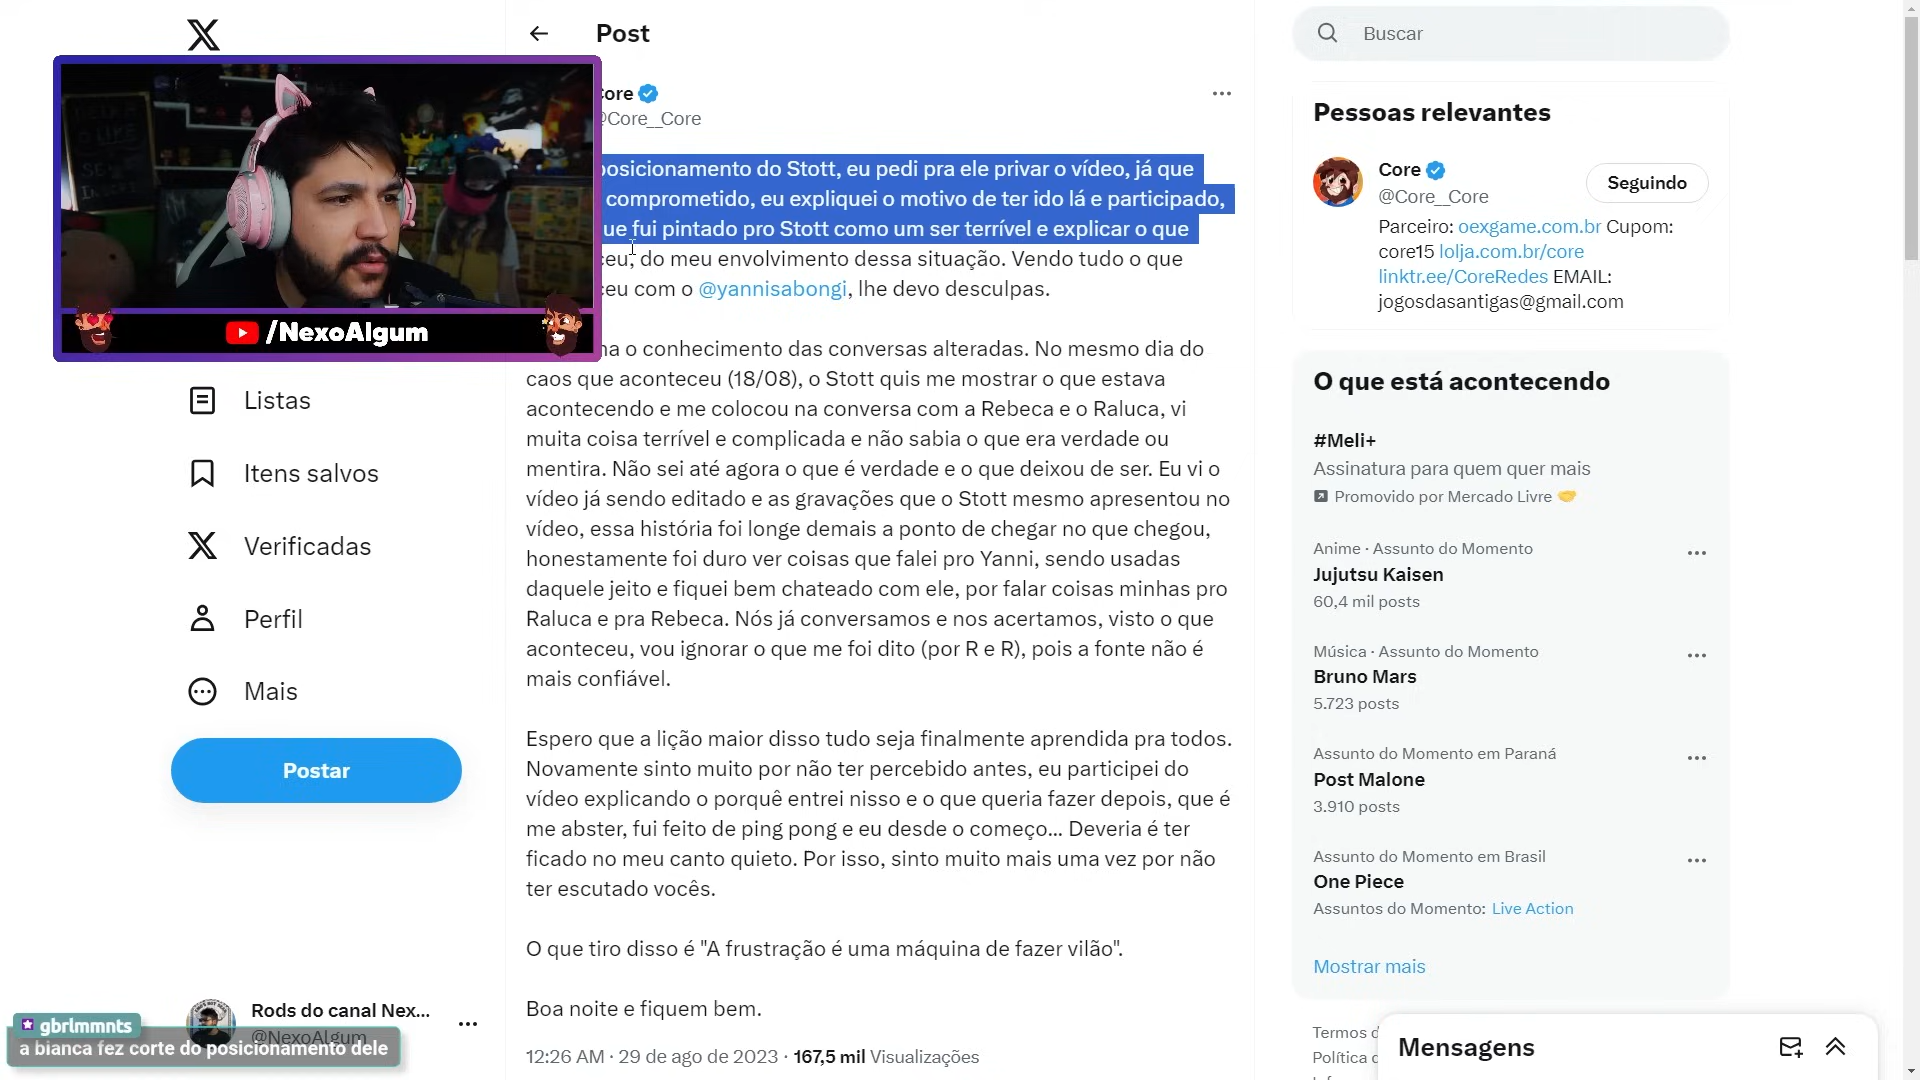 Post
Buscar
Core
@Core__Core
posicionamento do Stott, eu pedi pra ele privar o vídeo, já que
comprometido, eu expliquei o motivo de ter ido lá e participado,
fui pintado pro Stott como um ser terrível e explicar o que
do meu envolvimento dessa situação. Vendo tudo o que
com o @yannisabongi, lhe devo desculpas.
o conhecimento das conversas alteradas. No mesmo dia do
caos que aconteceu (18/08), o Stott quis me mostrar o que estava
acontecendo e me colocou na conversa com a Rebeca e o Raluca, vi
muita coisa terrível e complicada e não sabia o que era verdade ou
mentira. Não sei até agora o que é verdade e o que deixou de ser. Eu vi o
vídeo já sendo editado e as gravações que o Stott mesmo apresentou no
vídeo, essa história foi longe demais a ponto de chegar no que chegou,
honestamente foi duro ver coisas que falei pro Yanni, sendo usadas
daquele jeito e fiquei bem chateado com ele, por falar coisas minhas pro
Raluca e pra Rebeca. Nós já conversamos e nos acertamos, visto o que
aconteceu, vou ignorar o que me foi dito (por R e R), pois a fonte não é
mais confiável.
Espero que a lição maior disso tudo seja finalmente aprendida pra todos.
Novamente sinto muito por não ter percebido antes, eu participei do
vídeo explicando o porquê entrei nisso e o que queria fazer depois, que é
me abster, fui feito de ping pong e eu desde o começo... Deveria é ter
ficado no meu canto quieto. Por isso, sinto muito mais uma vez por não
ter escutado vocês.
O que tiro disso é "A frustração é uma máquina de fazer vilão".
Boa noite e fiquem bem.
12:26 AM · 29 de ago de 2023 · 167,5 mil Visualizações
/NexoAlgum
Listas
Itens salvos
Verificadas
Perfil
Mais
Postar
Rods do canal Nex...
@NexoAlgum
gbrlmmnts
a bianca fez corte do posicionamento dele
Pessoas relevantes
Core
@Core__Core
Seguindo
Parceiro: oexgame.com.br Cupom:
core15 lolja.com.br/core
linktr.ee/CoreRedes EMAIL:
jogosdasantigas@gmail.com
O que está acontecendo
#Meli+
Assinatura para quem quer mais
Promovido por Mercado Livre
Anime · Assunto do Momento
Jujutsu Kaisen
60,4 mil posts
Música · Assunto do Momento
Bruno Mars
5.723 posts
Assunto do Momento em Paraná
Post Malone
3.910 posts
Assunto do Momento em Brasil
One Piece
Assuntos do Momento: Live Action
Mostrar mais
Termos
Política
Mensagens